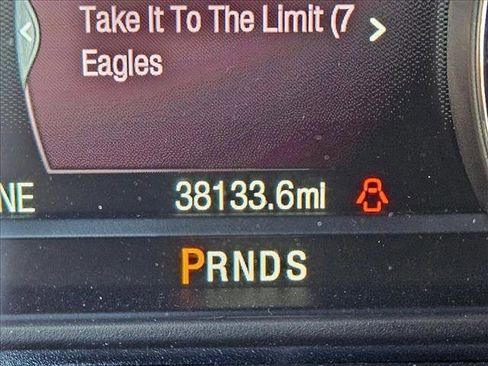 Take It To The Limit (7
Eagles
NE 38133.6mi
PRNDS